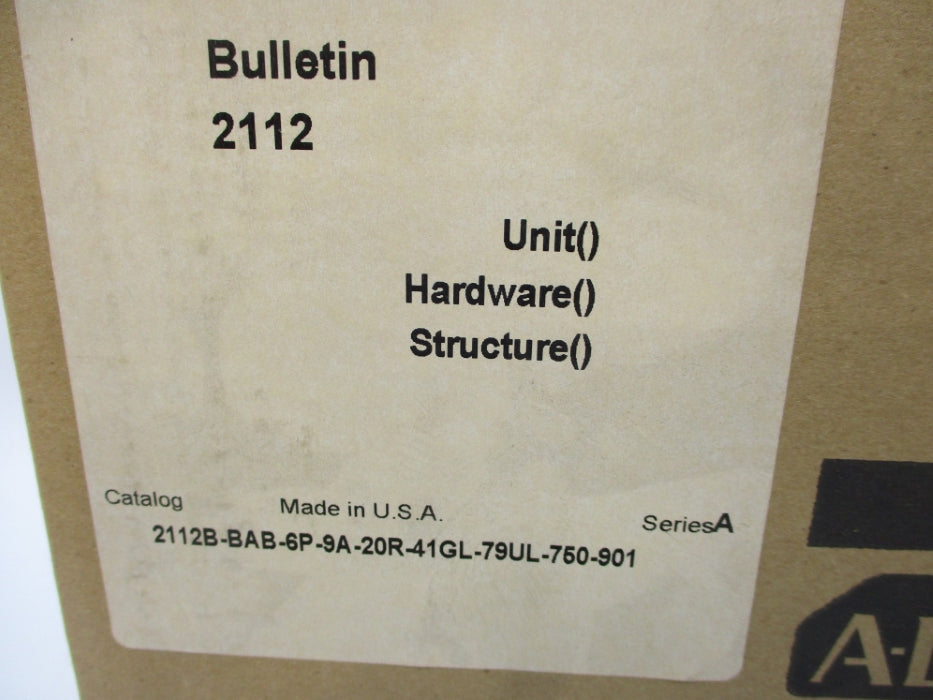 Bulletin
2112
Unit()
Hardware()
Structure()
Catalog
Made in U.S.A.
SeriesA
2112B-BAB-6P-9A-20R-41GL-79UL-750-901
A-